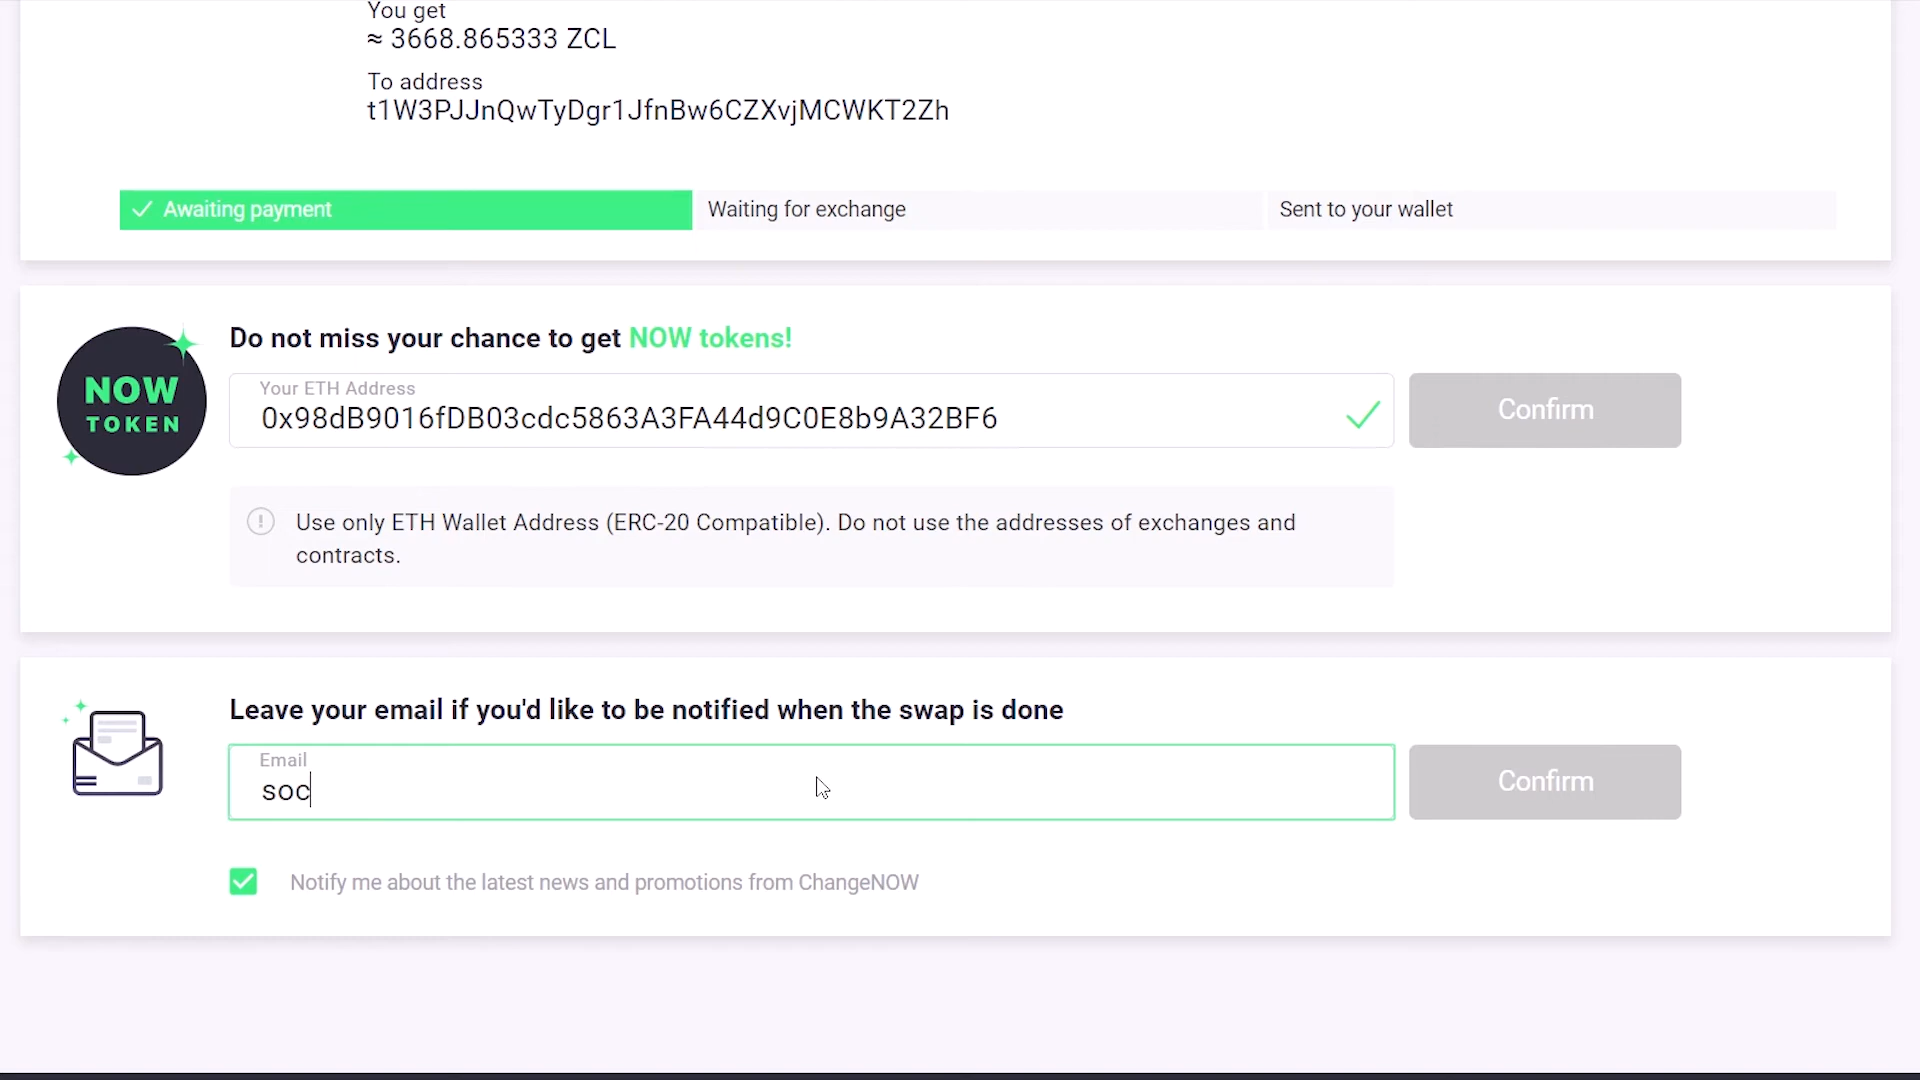 You get
≈ 3668.865333 ZCL
To address
t1W3PJJnQwTyDgr1JfnBw6CZXvjMCWKT2Zh
Awaiting payment
Waiting for exchange
Sent to your wallet
Do not miss your chance to get NOW tokens!
NOW
TOKEN
Your ETH Address
0x98dB9016fDB03cdc5863A3FA44d9C0E8b9A32BF6
Confirm
Use only ETH Wallet Address (ERC-20 Compatible). Do not use the addresses of exchanges and
contracts.
Leave your email if you'd like to be notified when the swap is done
Email
soc
Confirm
Notify me about the latest news and promotions from ChangeNOW